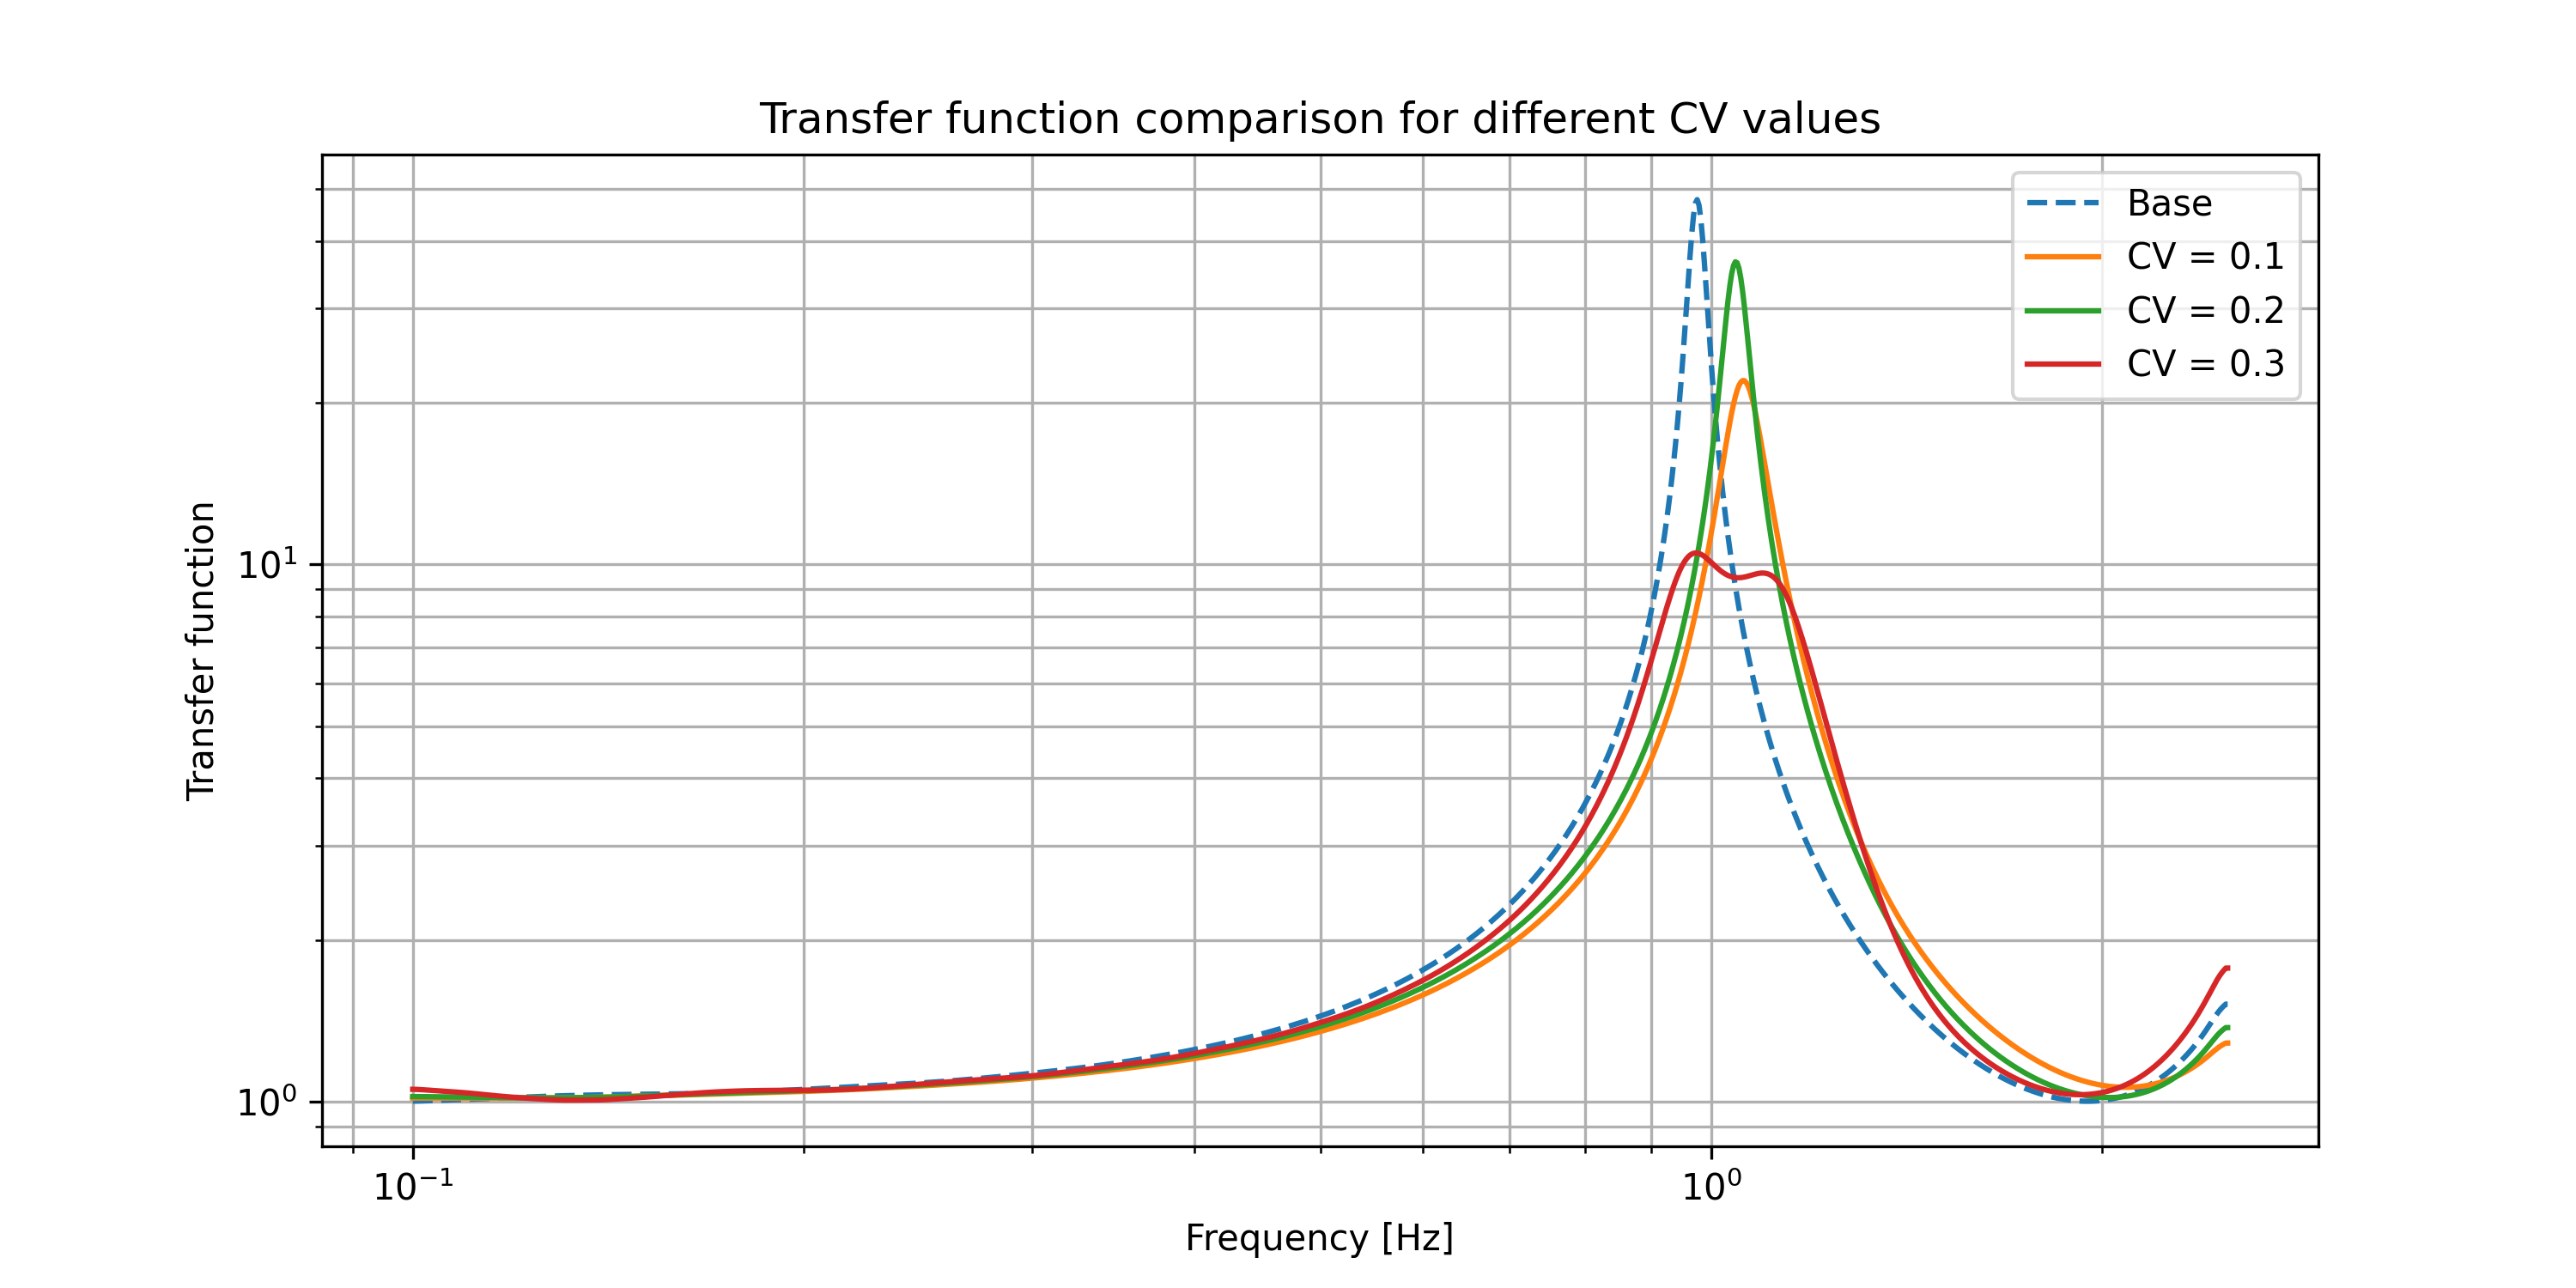 Transfer function comparison for different CV values
Base
CV = 0.1
CV = 0.2
CV = 0.3
Transfer function
10¹
10⁰
10⁻¹
10⁰
Frequency [Hz]